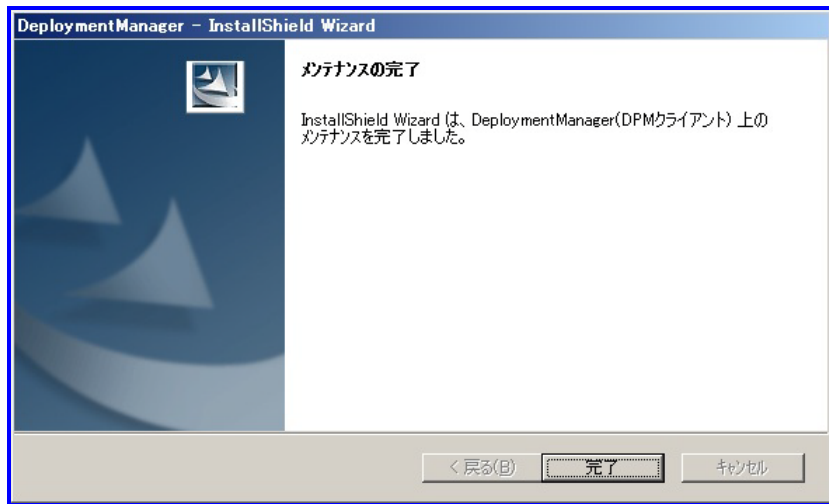 DeploymentManager - InstallShield Wizard
メンテナンスの完了
InstallShield Wizard は、DeploymentManager(DPMクライアント) 上の
メンテナンスを完了しました。
< 戻る(B)
完了
キャンセル